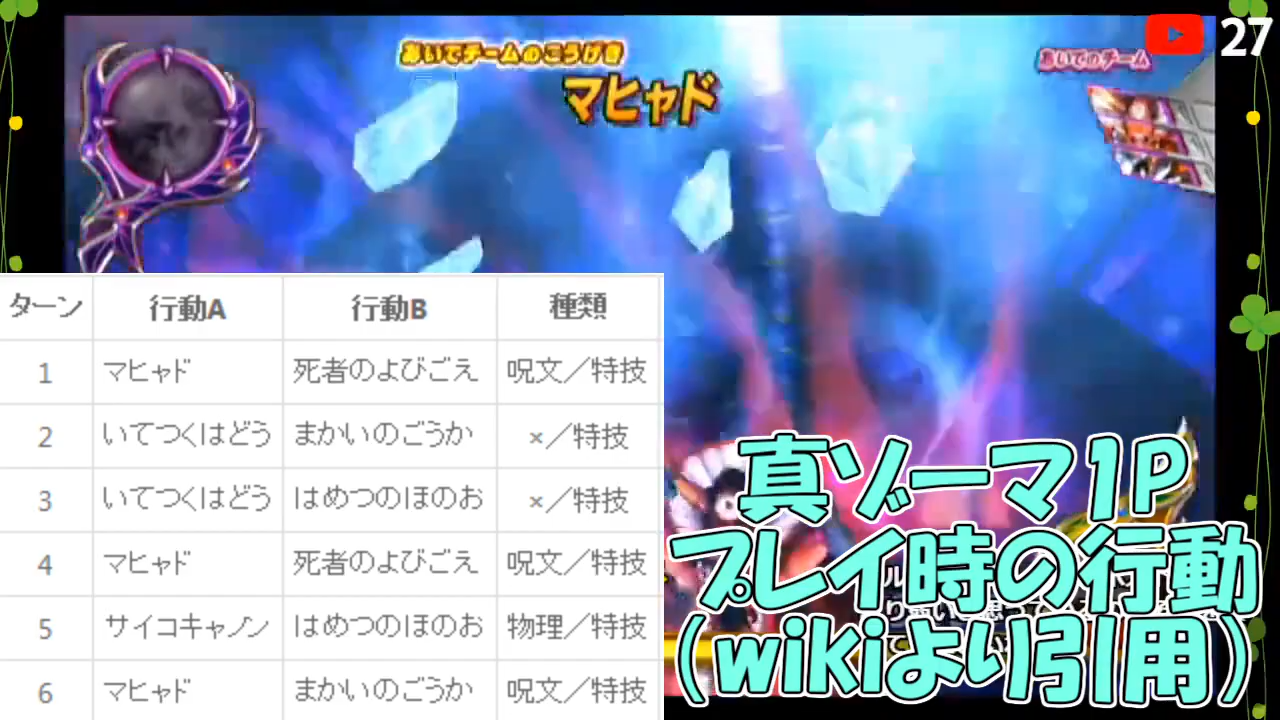 あいてチームのこうげき
マヒャド
あいてのチーム
27
ターン 行動A 行動B 種類
1 マヒャド 死者のよびごえ 呪文／特技
2 いてつくはどう まかいのごうか ×／特技
3 いてつくはどう はめつのほのお ×／特技
4 マヒャド 死者のよびごえ 呪文／特技
5 サイコキャノン はめつのほのお 物理／特技
6 マヒャド まかいのごうか 呪文／特技
真ゾーマ1P
プレイ時の行動
（wikiより引用）